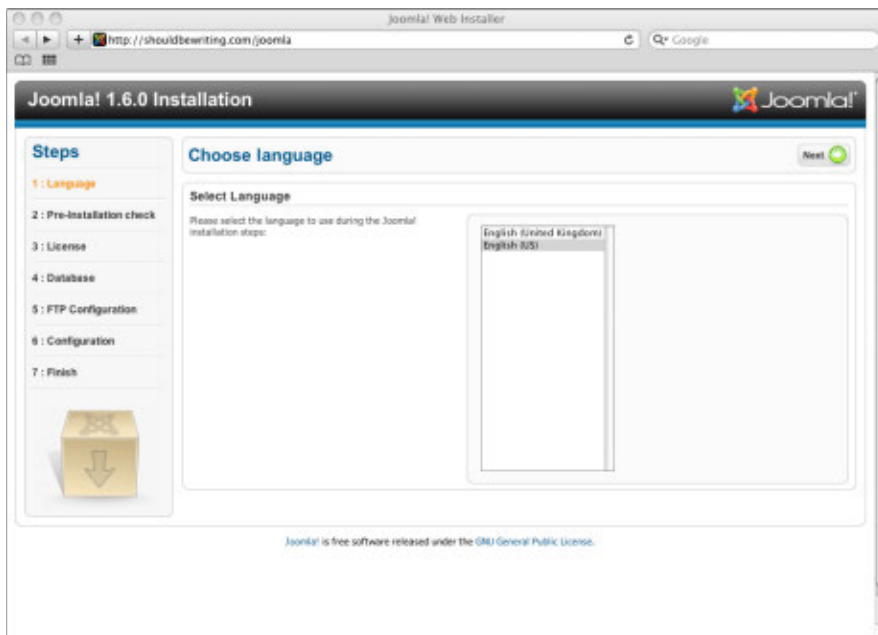 Joomla! Web Installer
http://shouldbewriting.com/joomla
Google
Joomla! 1.6.0 Installation
Joomla!
Steps
1 : Language
2 : Pre-Installation check
3 : License
4 : Database
5 : FTP Configuration
6 : Configuration
7 : Finish
Choose language
Next
Select Language
Please select the language to use during the Joomla!
installation steps:
English (United Kingdom)
English (US)
Joomla! is free software released under the GNU General Public License.